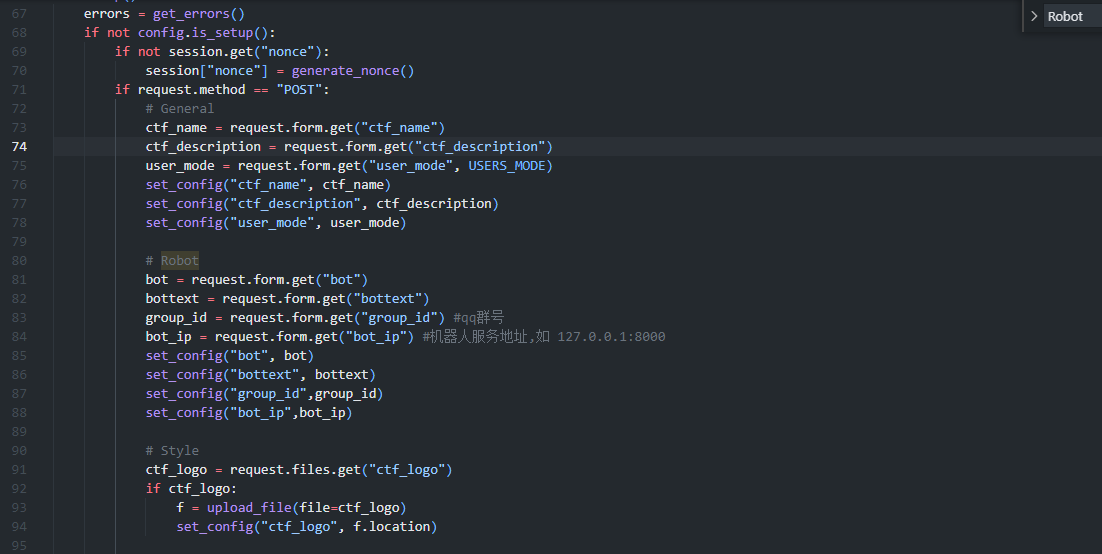 Robot
67 errors = get_errors()
68 if not config.is_setup():
69 if not session.get("nonce"):
70 session["nonce"] = generate_nonce()
71 if request.method == "POST":
72 # General
73 ctf_name = request.form.get("ctf_name")
74 ctf_description = request.form.get("ctf_description")
75 user_mode = request.form.get("user_mode", USERS_MODE)
76 set_config("ctf_name", ctf_name)
77 set_config("ctf_description", ctf_description)
78 set_config("user_mode", user_mode)
79
80 # Robot
81 bot = request.form.get("bot")
82 bottext = request.form.get("bottext")
83 group_id = request.form.get("group_id") #qq群号
84 bot_ip = request.form.get("bot_ip") #机器人服务地址,如 127.0.0.1:8000
85 set_config("bot", bot)
86 set_config("bottext", bottext)
87 set_config("group_id",group_id)
88 set_config("bot_ip",bot_ip)
89
90 # Style
91 ctf_logo = request.files.get("ctf_logo")
92 if ctf_logo:
93 f = upload_file(file=ctf_logo)
94 set_config("ctf_logo", f.location)
95